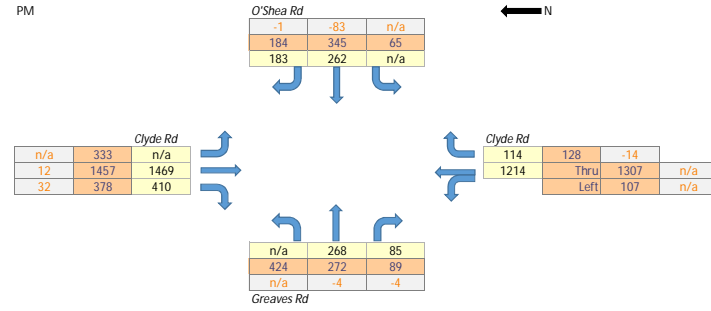 PM
O'Shea Rd
N
-1 -83 n/a
184 345 65
183 262 n/a
Clyde Rd
n/a 333 n/a
12 1457 1469
32 378 410
Clyde Rd
114 128 -14
1214 Thru 1307 n/a
Left 107 n/a
n/a 268 85
424 272 89
n/a -4 -4
Greaves Rd